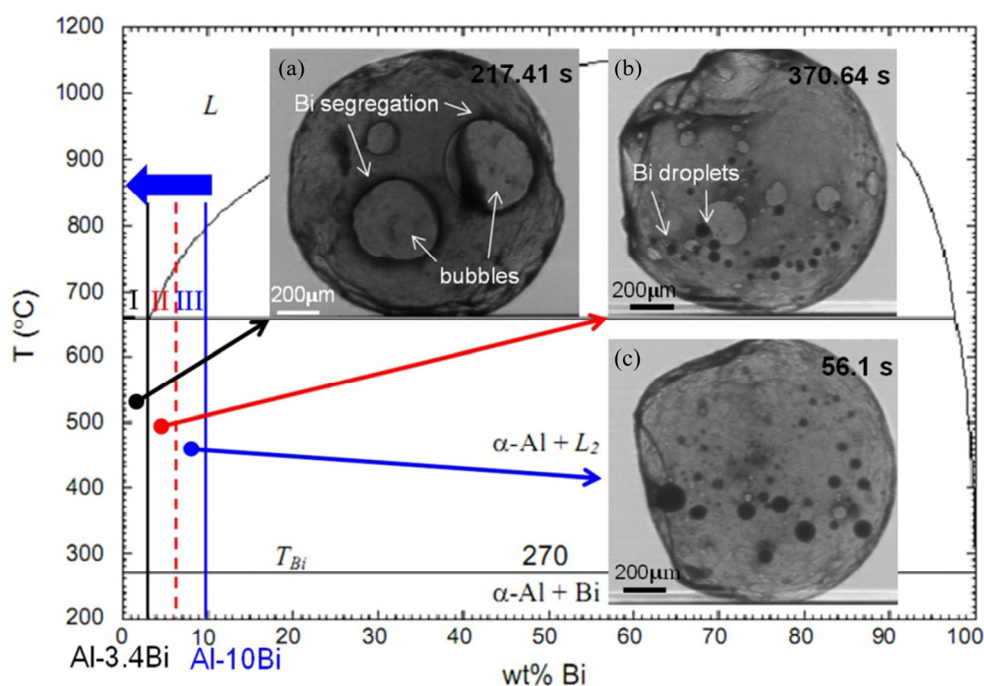 1200
1100
1000
900
800
700
600
500
400
300
200
T (°C)
L
(a)
217.41 s
Bi segregation
bubbles
200μm
(b)
370.64 s
Bi droplets
200μm
I II III
(c)
56.1 s
200μm
α-Al + L2
TBi
270
α-Al + Bi
0 10 20 30 40 50 60 70 80 90 100
Al-3.4Bi Al-10Bi
wt% Bi